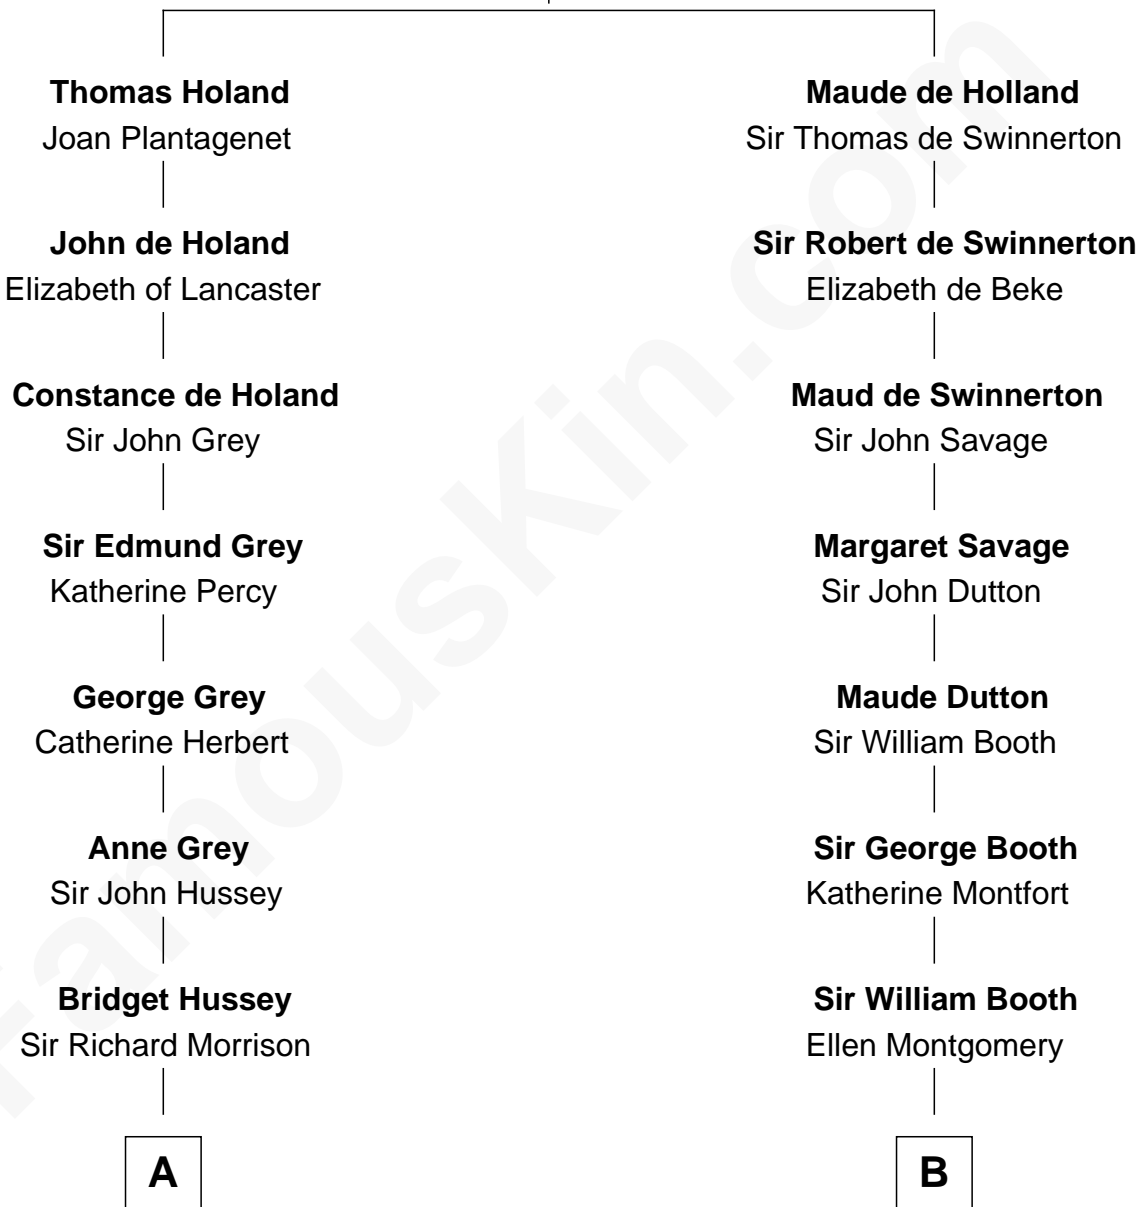 Thomas Holand
Joan Plantagenet
Maude de Holland
Sir Thomas de Swinnerton
John de Holand
Elizabeth of Lancaster
Sir Robert de Swinnerton
Elizabeth de Beke
Constance de Holand
Sir John Grey
Maud de Swinnerton
Sir John Savage
Sir Edmund Grey
Katherine Percy
Margaret Savage
Sir John Dutton
George Grey
Catherine Herbert
Maude Dutton
Sir William Booth
Anne Grey
Sir John Hussey
Sir George Booth
Katherine Montfort
Bridget Hussey
Sir Richard Morrison
Sir William Booth
Ellen Montgomery
A
B
FamousKin.com